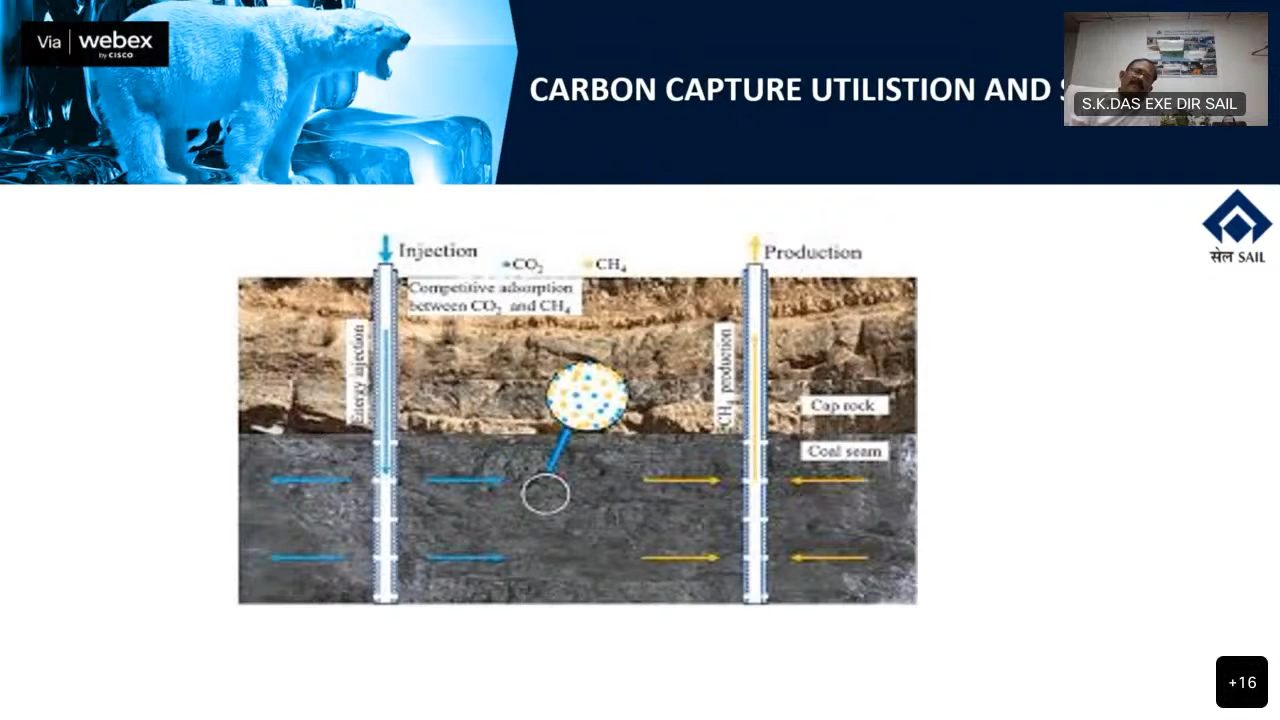 Via webex
by CISCO
CARBON CAPTURE UTILISTION AND S
S.K.DAS EXE DIR SAIL
सेल SAIL
Injection
CO2
CH4
Production
Competitive adsorption
between CO2 and CH4
Energy injection
CH4 production
Cap rock
Coal seam
+16